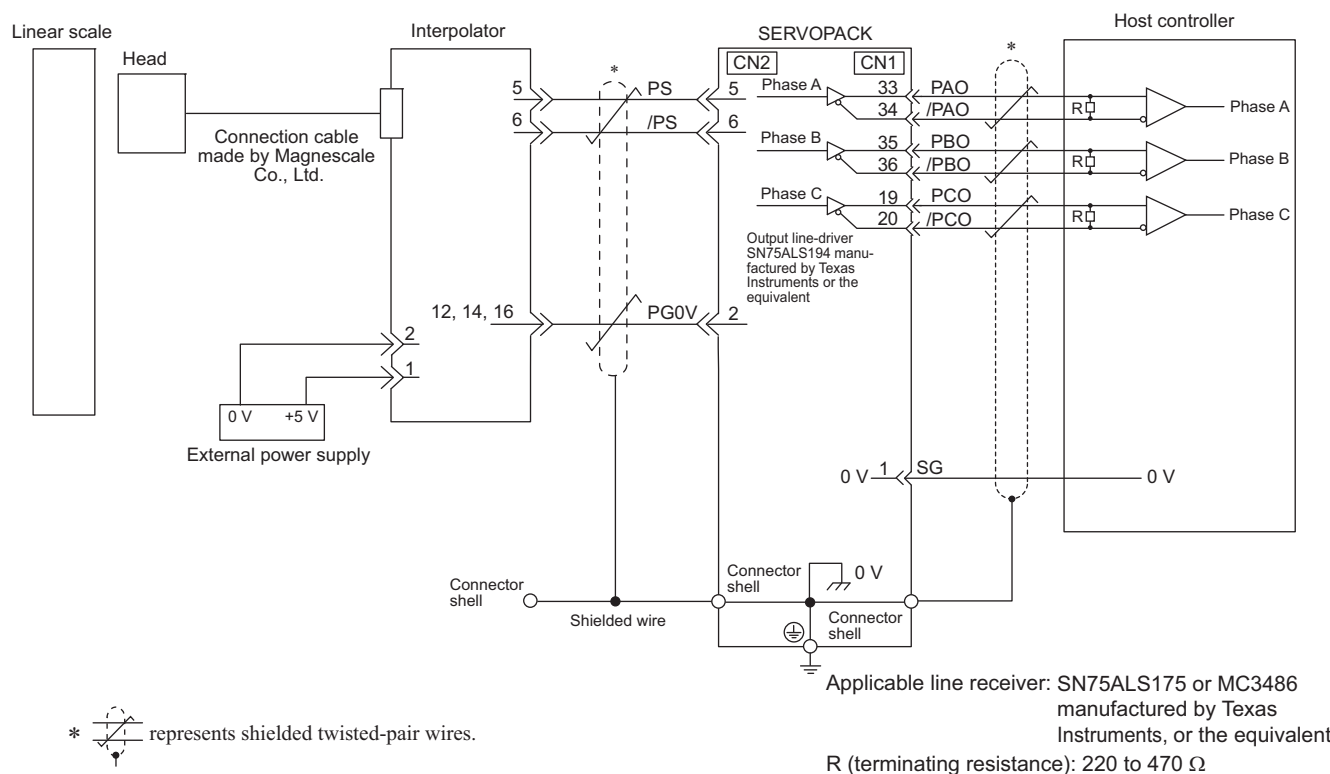 Linear scale
Head
Connection cable
made by Magnescale
Co., Ltd.
Interpolator
5
6
12, 14, 16
2
1
0 V
+5 V
External power supply
*
PS
/PS
PG0V
SERVOPACK
CN2
CN1
5
6
2
Phase A
33
PAO
34
/PAO
Phase B
35
PBO
36
/PBO
Phase C
19
PCO
20
/PCO
Output line-driver
SN75ALS194 manu-
factured by Texas
Instruments or the
equivalent
0 V
1
SG
*
Host controller
R
Phase A
R
Phase B
R
Phase C
0 V
Connector
shell
Shielded wire
Connector
shell
0 V
Connector
shell
Applicable line receiver: SN75ALS175 or MC3486
manufactured by Texas
Instruments, or the equivalent
R (terminating resistance): 220 to 470 Ω
* represents shielded twisted-pair wires.